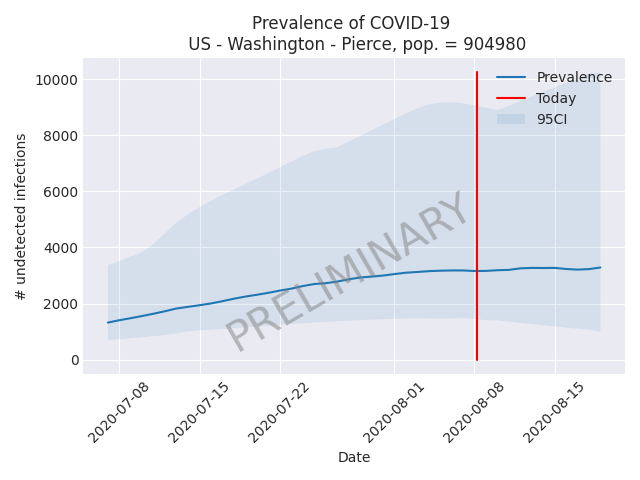 Prevalence of COVID-19
US - Washington - Pierce, pop. = 904980
10000
8000
6000
4000
2000
0
# undetected infections
Prevalence
Today
95CI
PRELIMINARY
2020-07-08
2020-07-15
2020-07-22
2020-08-01
2020-08-08
2020-08-15
Date